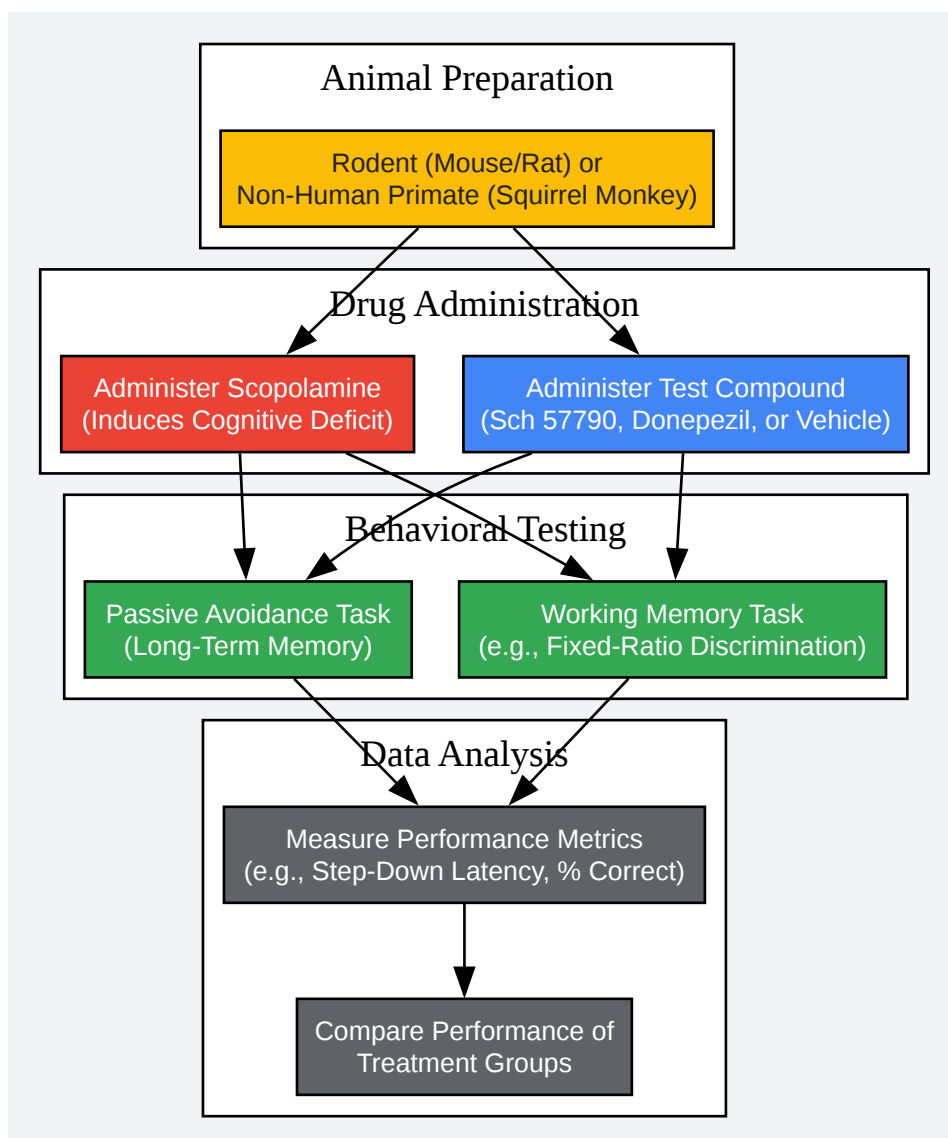 Animal Preparation
Rodent (Mouse/Rat) or
Non-Human Primate (Squirrel Monkey)
Drug Administration
Administer Scopolamine
(Induces Cognitive Deficit)
Administer Test Compound
(Sch 57790, Donepezil, or Vehicle)
Behavioral Testing
Passive Avoidance Task
(Long-Term Memory)
Working Memory Task
(e.g., Fixed-Ratio Discrimination)
Data Analysis
Measure Performance Metrics
(e.g., Step-Down Latency, % Correct)
Compare Performance of
Treatment Groups